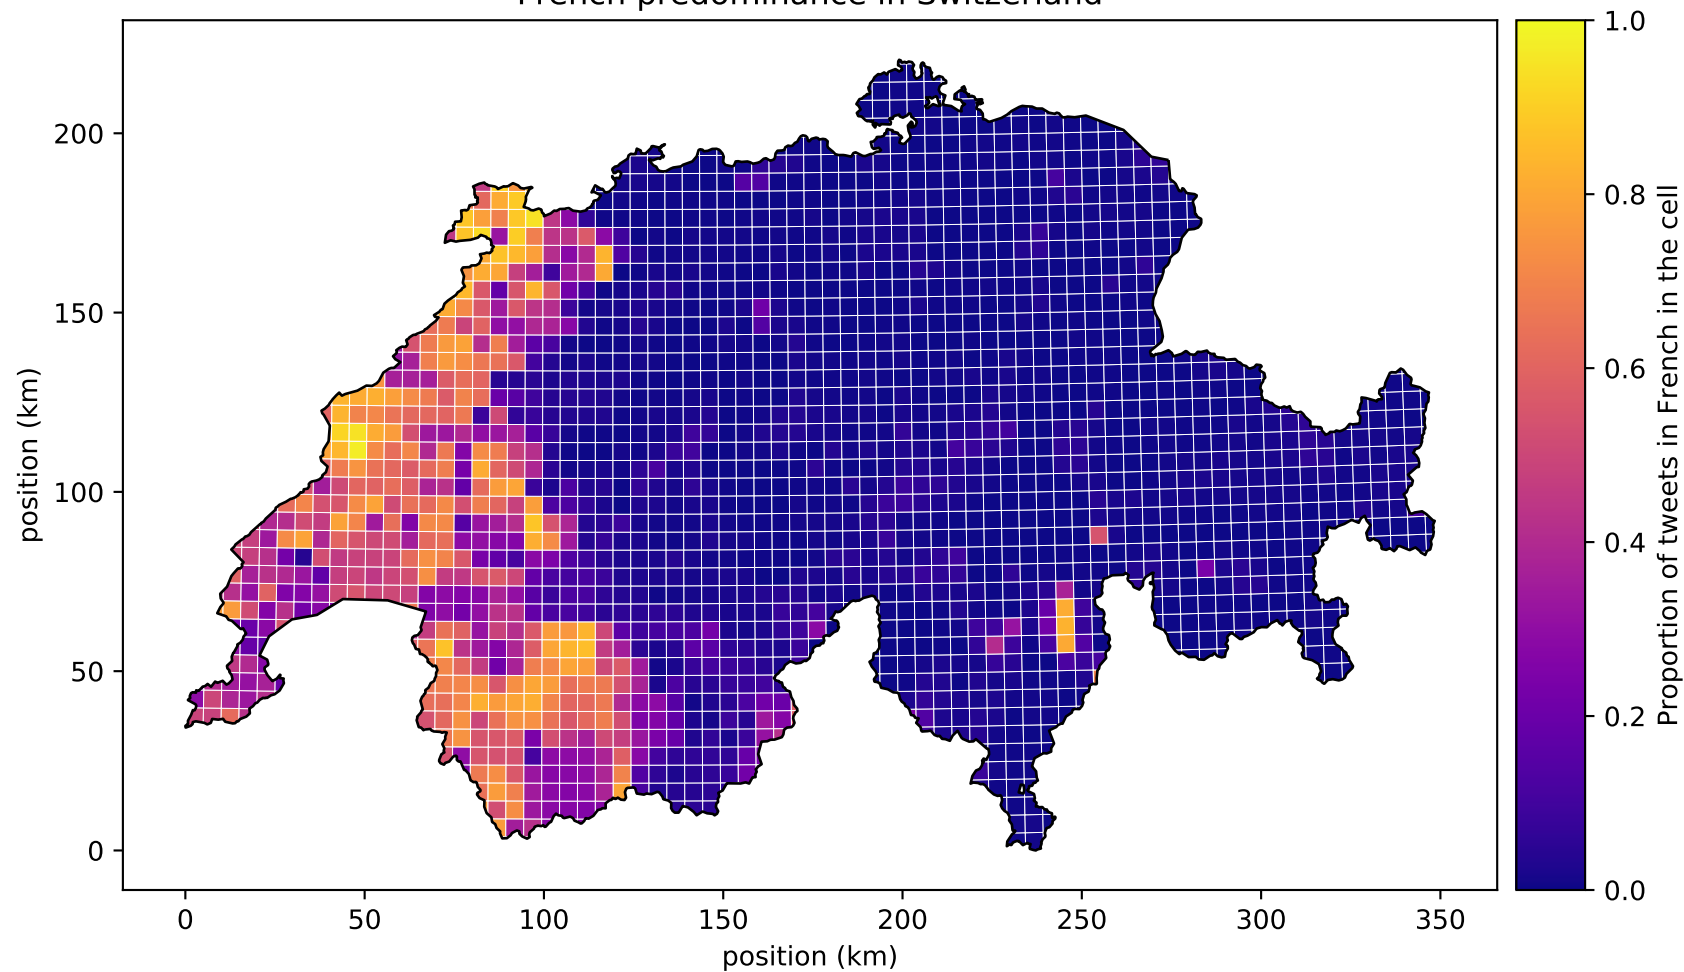 French predominance in Switzerland
1.0
200
0.8
150
0.6
100
0.4
50
0.2
0
0.0
position (km)
Proportion of tweets in French in the cell
0 50 100 150 200 250 300 350
position (km)